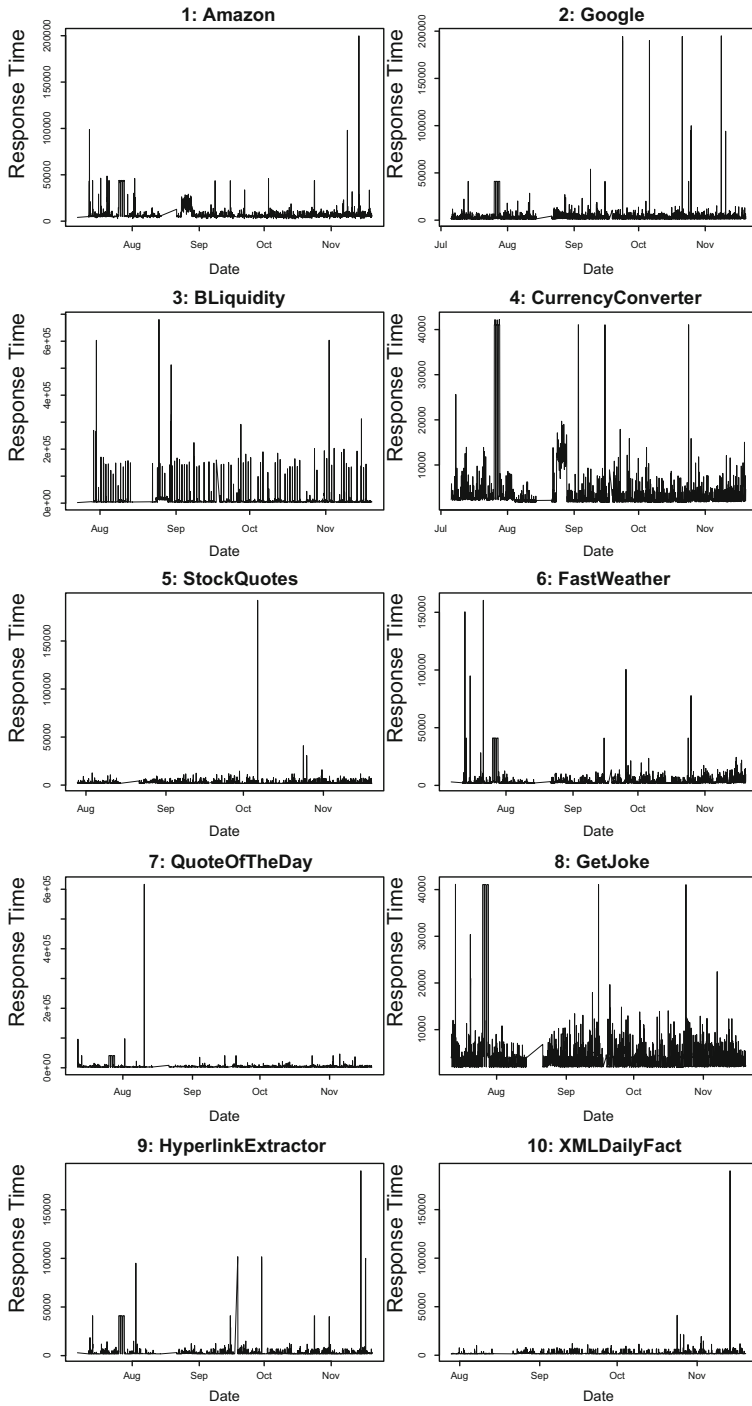 1: Amazon
Response Time
200000
150000
100000
50000
0
Aug
Sep
Oct
Nov
Date
2: Google
Response Time
200000
150000
100000
50000
0
Jul
Aug
Sep
Oct
Nov
Date
3: BLiquidity
Response Time
6e+05
4e+05
2e+05
0e+00
Aug
Sep
Oct
Nov
Date
4: CurrencyConverter
Response Time
40000
30000
20000
10000
Jul
Aug
Sep
Oct
Nov
Date
5: StockQuotes
Response Time
150000
100000
50000
0
Aug
Sep
Oct
Nov
Date
6: FastWeather
Response Time
150000
100000
50000
0
Aug
Sep
Oct
Nov
Date
7: QuoteOfTheDay
Response Time
6e+05
4e+05
2e+05
0e+00
Aug
Sep
Oct
Nov
Date
8: GetJoke
Response Time
40000
30000
20000
10000
Aug
Sep
Oct
Nov
Date
9: HyperlinkExtractor
Response Time
150000
100000
50000
0
Aug
Sep
Oct
Nov
Date
10: XMLDailyFact
Response Time
150000
100000
50000
0
Aug
Sep
Oct
Nov
Date